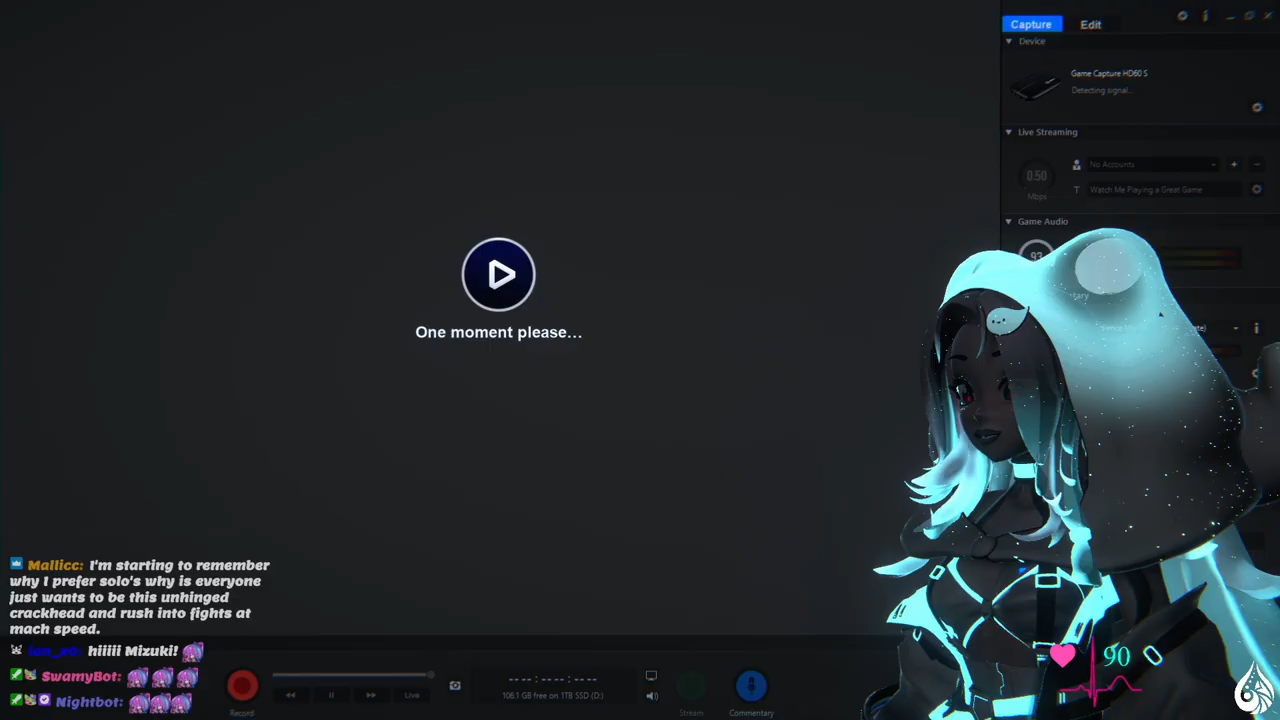 Capture
Edit
Device
Game Capture HD60 S
Detecting signal...
Live Streaming
0.50
Mbps
No Accounts
T
Watch Me Playing a Great Game
Game Audio
93
One moment please...
Mallicc: I'm starting to remember
why I prefer solo's why is everyone
just wants to be this unhinged
crackhead and rush into fights at
mach speed.
hiiiii Mizuki!
SwamyBot:
Nightbot:
90
Live
-- -- : -- -- : -- --
106.1 GB free on 1TB SSD (D:)
Record
Stream
Commentary